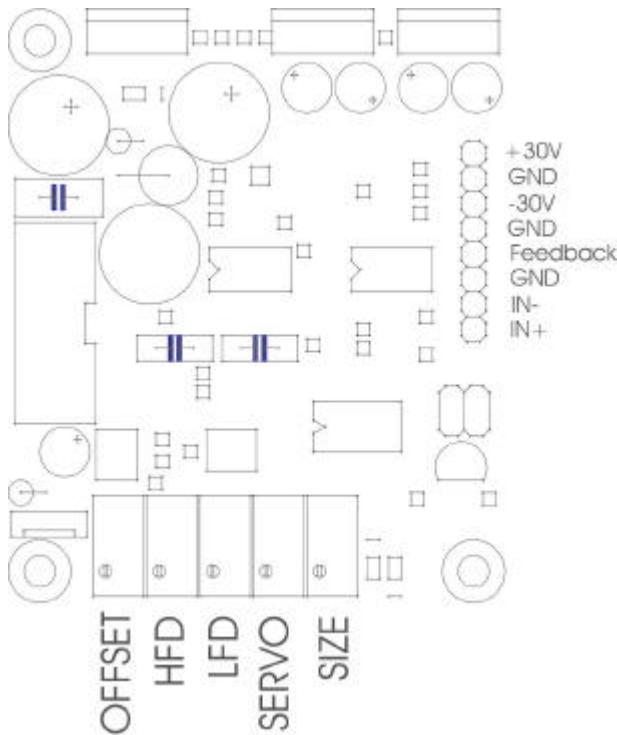 +30V
GND
-30V
GND
Feedback
GND
IN-
IN+
OFFSET
HFD
LFD
SERVO
SIZE